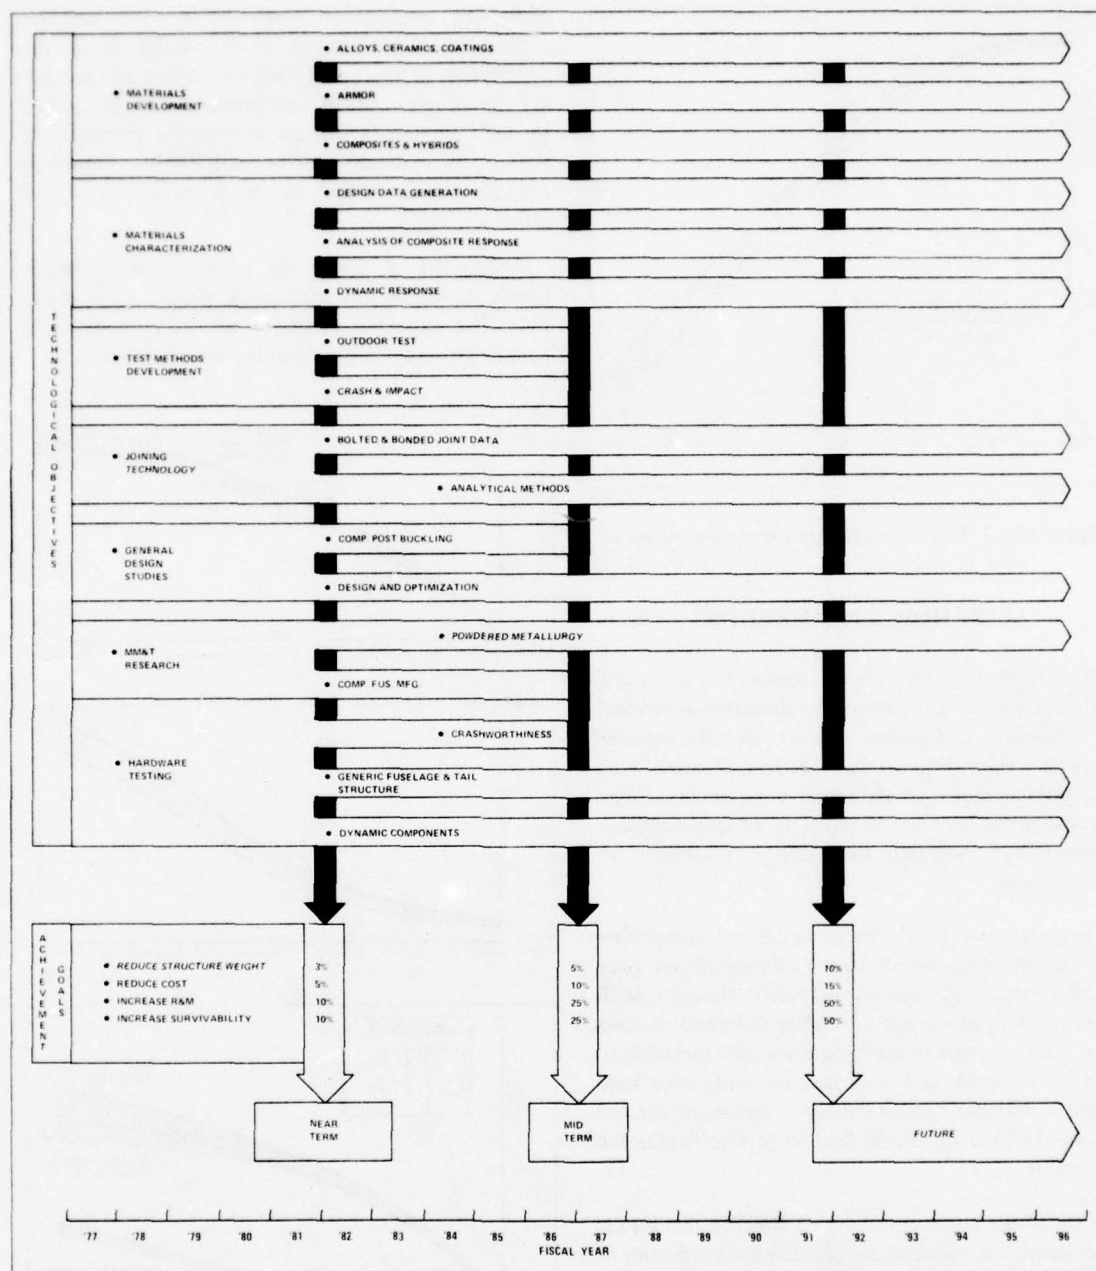 TECHNOLOGICAL OBJECTIVES
• MATERIALS
DEVELOPMENT
• ALLOYS, CERAMICS, COATINGS
• ARMOR
• COMPOSITES & HYBRIDS
• MATERIALS
CHARACTERIZATION
• DESIGN DATA GENERATION
• ANALYSIS OF COMPOSITE RESPONSE
• DYNAMIC RESPONSE
• TEST METHODS
DEVELOPMENT
• OUTDOOR TEST
• CRASH & IMPACT
• JOINING
TECHNOLOGY
• BOLTED & BONDED JOINT DATA
• ANALYTICAL METHODS
• GENERAL
DESIGN
STUDIES
• COMP. POST BUCKLING
• DESIGN AND OPTIMIZATION
• MM&T
RESEARCH
• POWDERED METALLURGY
• COMP. FUS. MFG.
• HARDWARE
TESTING
• CRASHWORTHINESS
• GENERIC FUSELAGE & TAIL
STRUCTURE
• DYNAMIC COMPONENTS
ACHIEVEMENT
GOALS
• REDUCE STRUCTURE WEIGHT 3% 5% 10%
• REDUCE COST 5% 10% 15%
• INCREASE R&M 10% 25% 50%
• INCREASE SURVIVABILITY 10% 25% 50%
NEAR
TERM
MID
TERM
FUTURE
'77 '78 '79 '80 '81 '82 '83 '84 '85 '86 '87 '88 '89 '90 '91 '92 '93 '94 '95 '96
FISCAL YEAR